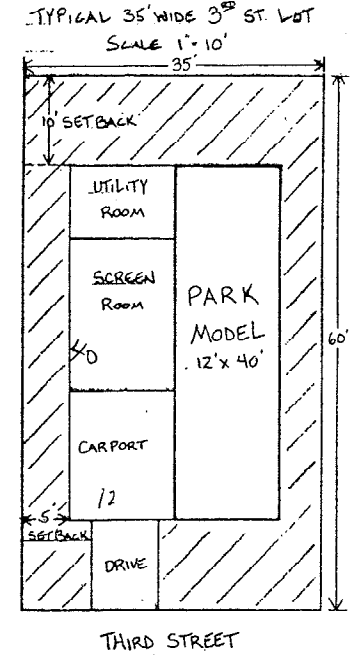 TYPICAL 35' WIDE 3RD ST. LOT
SCALE 1"=10'
35'
10' SETBACK
UTILITY
ROOM
SCREEN
ROOM
PARK
MODEL
12'x 40'
60'
40
CARPORT
12
5'
SETBACK
DRIVE
THIRD STREET